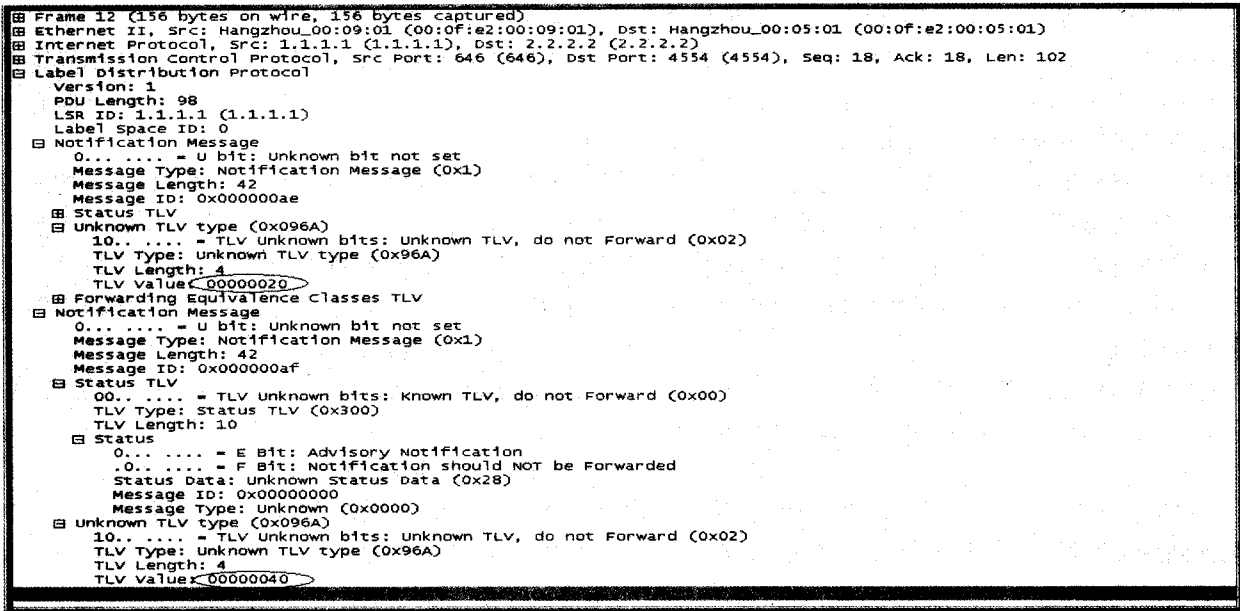 Frame 12 (156 bytes on wire, 156 bytes captured)
Ethernet II, Src: Hangzhou_00:09:01 (00:0f:e2:00:09:01), Dst: Hangzhou_00:05:01 (00:0f:e2:00:05:01)
Internet Protocol, Src: 1.1.1.1 (1.1.1.1), Dst: 2.2.2.2 (2.2.2.2)
Transmission Control Protocol, Src Port: 646 (646), Dst Port: 4554 (4554), Seq: 18, Ack: 18, Len: 102
Label Distribution Protocol
Version: 1
PDU Length: 98
LSR ID: 1.1.1.1 (1.1.1.1)
Label Space ID: 0
Notification Message
0... .... = U bit: Unknown bit not set
Message Type: Notification Message (0x1)
Message Length: 42
Message ID: 0x000000ae
Status TLV
Unknown TLV type (0x096A)
10.. .... = TLV Unknown bits: Unknown TLV, do not Forward (0x02)
TLV Type: Unknown TLV type (0x96A)
TLV Length: 4
TLV Value: 00000020
Forwarding Equivalence Classes TLV
Notification Message
0... .... = U bit: Unknown bit not set
Message Type: Notification Message (0x1)
Message Length: 42
Message ID: 0x000000af
Status TLV
00.. .... = TLV Unknown bits: Known TLV, do not Forward (0x00)
TLV Type: Status TLV (0x300)
TLV Length: 10
Status
0... .... = E Bit: Advisory Notification
.0.. .... = F Bit: Notification should NOT be Forwarded
Status Data: Unknown Status Data (0x28)
Message ID: 0x00000000
Message Type: Unknown (0x0000)
Unknown TLV type (0x096A)
10.. .... = TLV Unknown bits: Unknown TLV, do not Forward (0x02)
TLV Type: Unknown TLV type (0x96A)
TLV Length: 4
TLV Value: 00000040